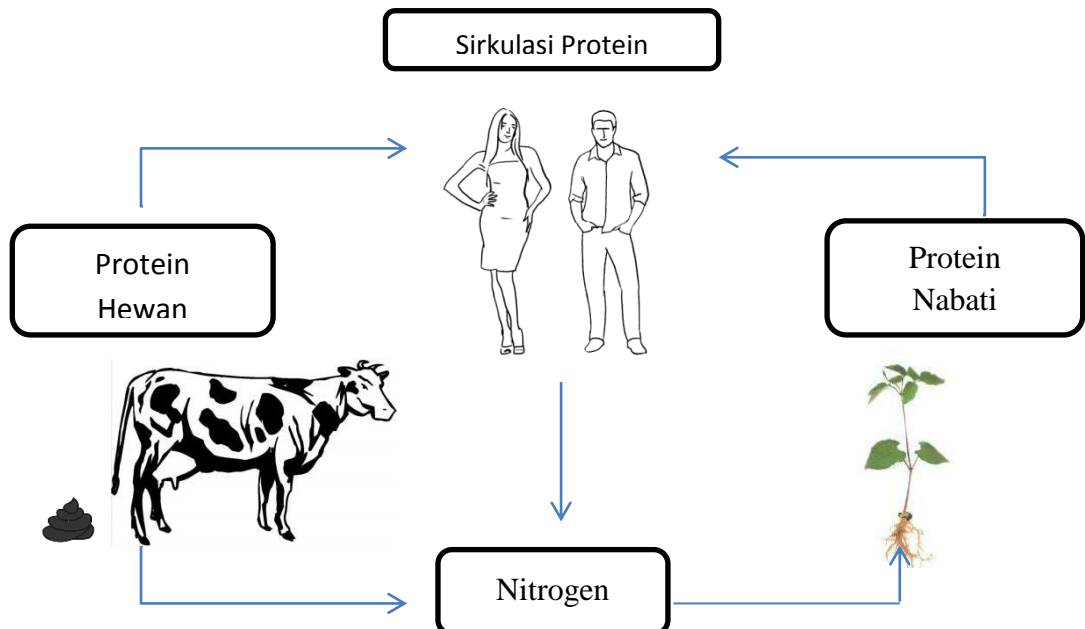 Sirkulasi Protein
Protein
Hewan
Protein
Nabati
Nitrogen